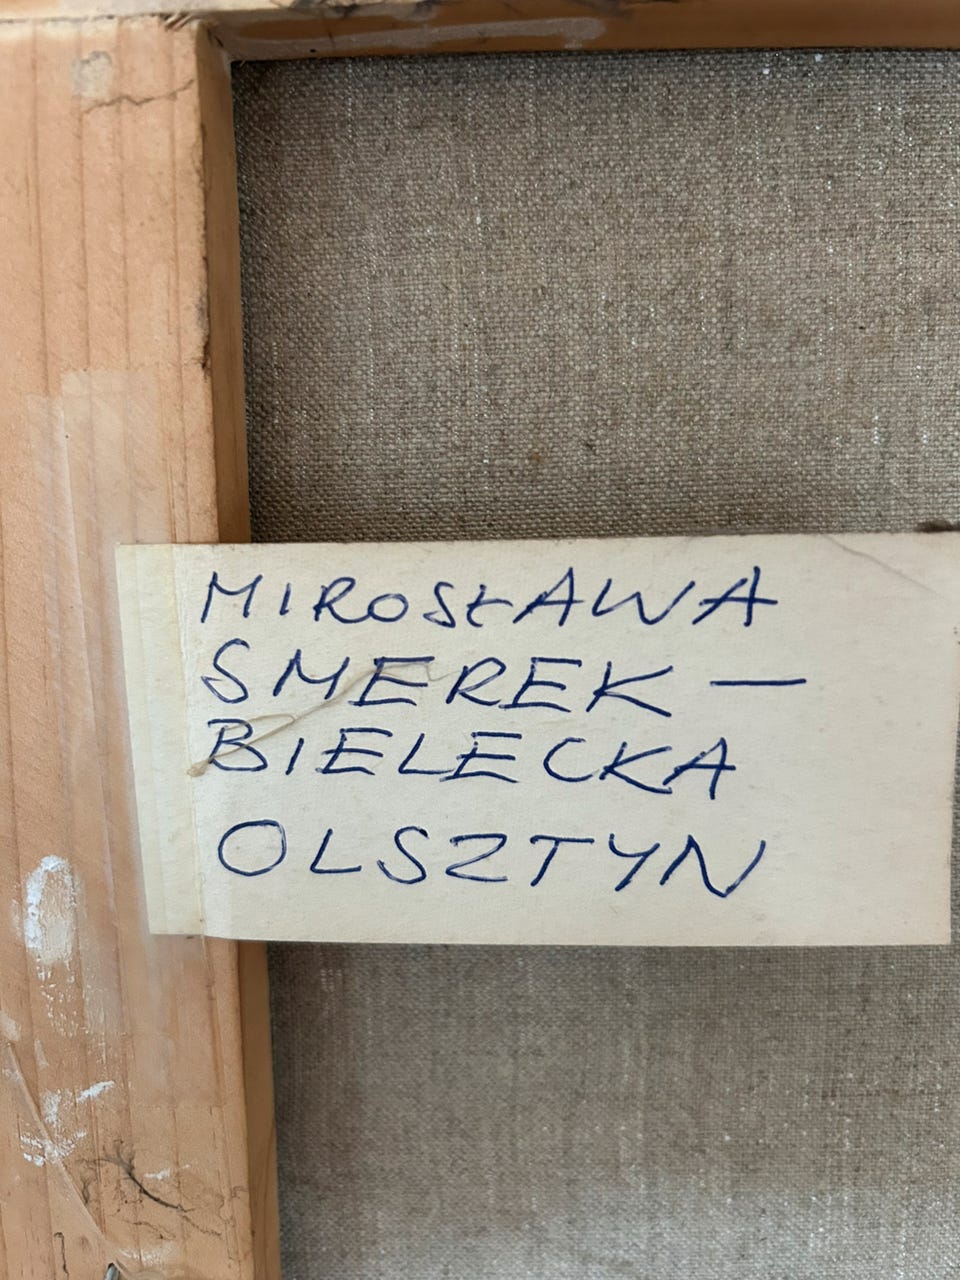 MIROSŁAWA
SMEREK —
BIELECKA
OLSZTYN